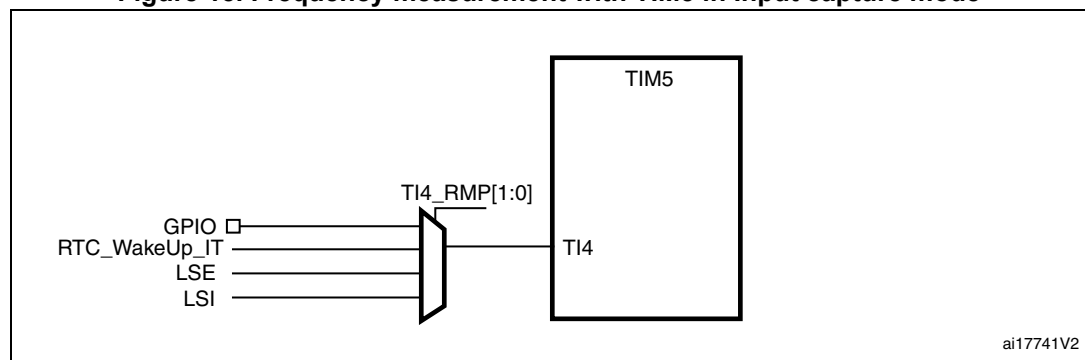 Figure Frequency measurement with TIM5 in Input capture mode
TIM5
TI4_RMP[1:0]
GPIO
RTC_WakeUp_IT
TI4
LSE
LSI
ai17741V2